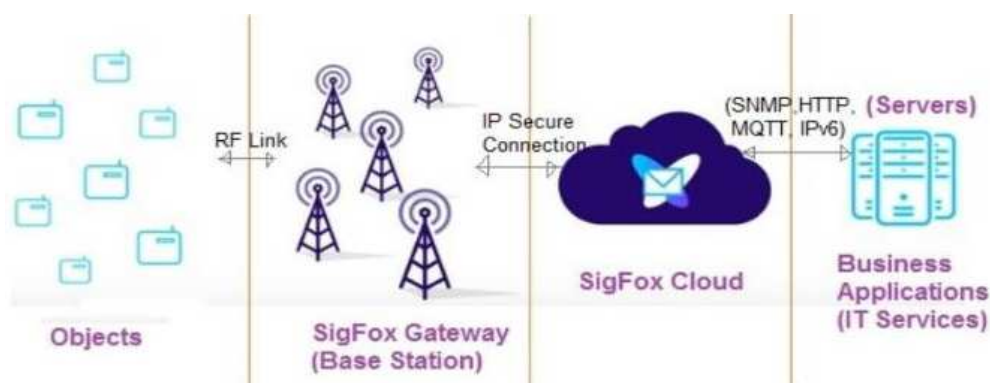 RF Link
IP Secure
Connection
(SNMP,HTTP,
MQTT, IPv6)
(Servers)
Objects
SigFox Gateway
(Base Station)
SigFox Cloud
Business
Applications
(IT Services)